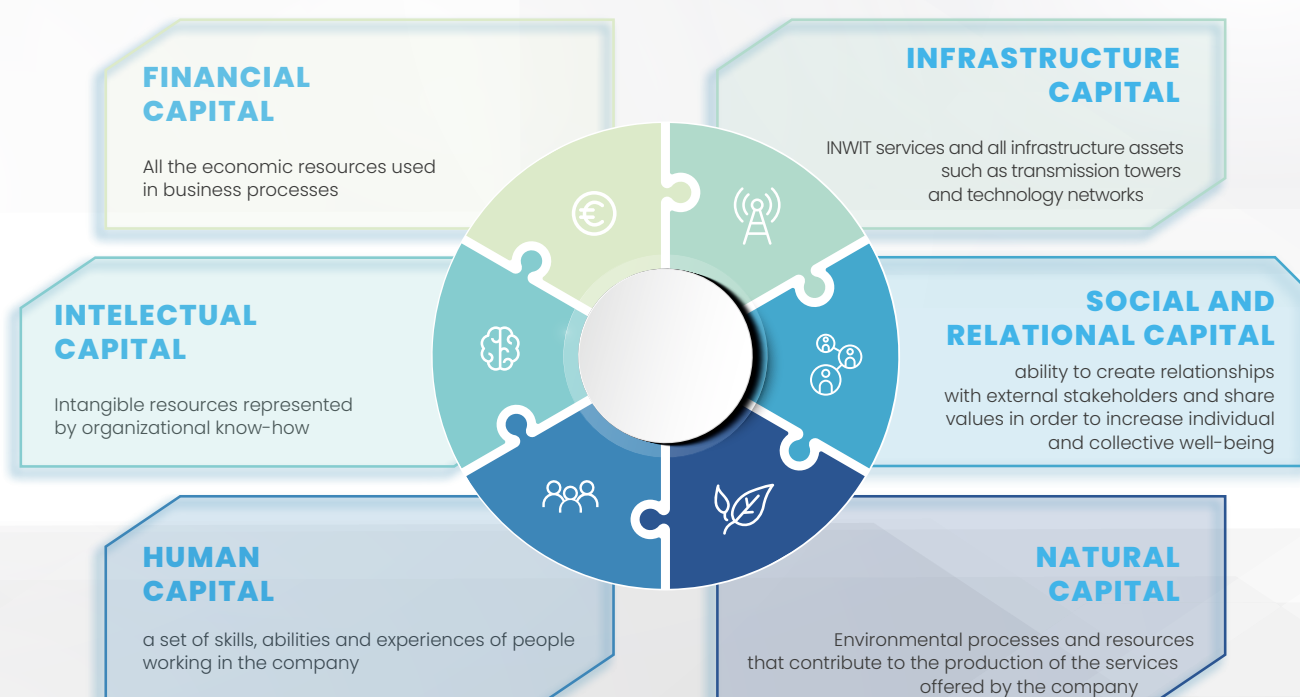 FINANCIAL
CAPITAL
All the economic resources used
in business processes
INFRASTRUCTURE
CAPITAL
INWIT services and all infrastructure assets
such as transmission towers
and technology networks
INTELECTUAL
CAPITAL
Intangible resources represented
by organizational know-how
SOCIAL AND
RELATIONAL CAPITAL
ability to create relationships
with external stakeholders and share
values in order to increase individual
and collective well-being
HUMAN
CAPITAL
a set of skills, abilities and experiences of people
working in the company
NATURAL
CAPITAL
Environmental processes and resources
that contribute to the production of the services
offered by the company